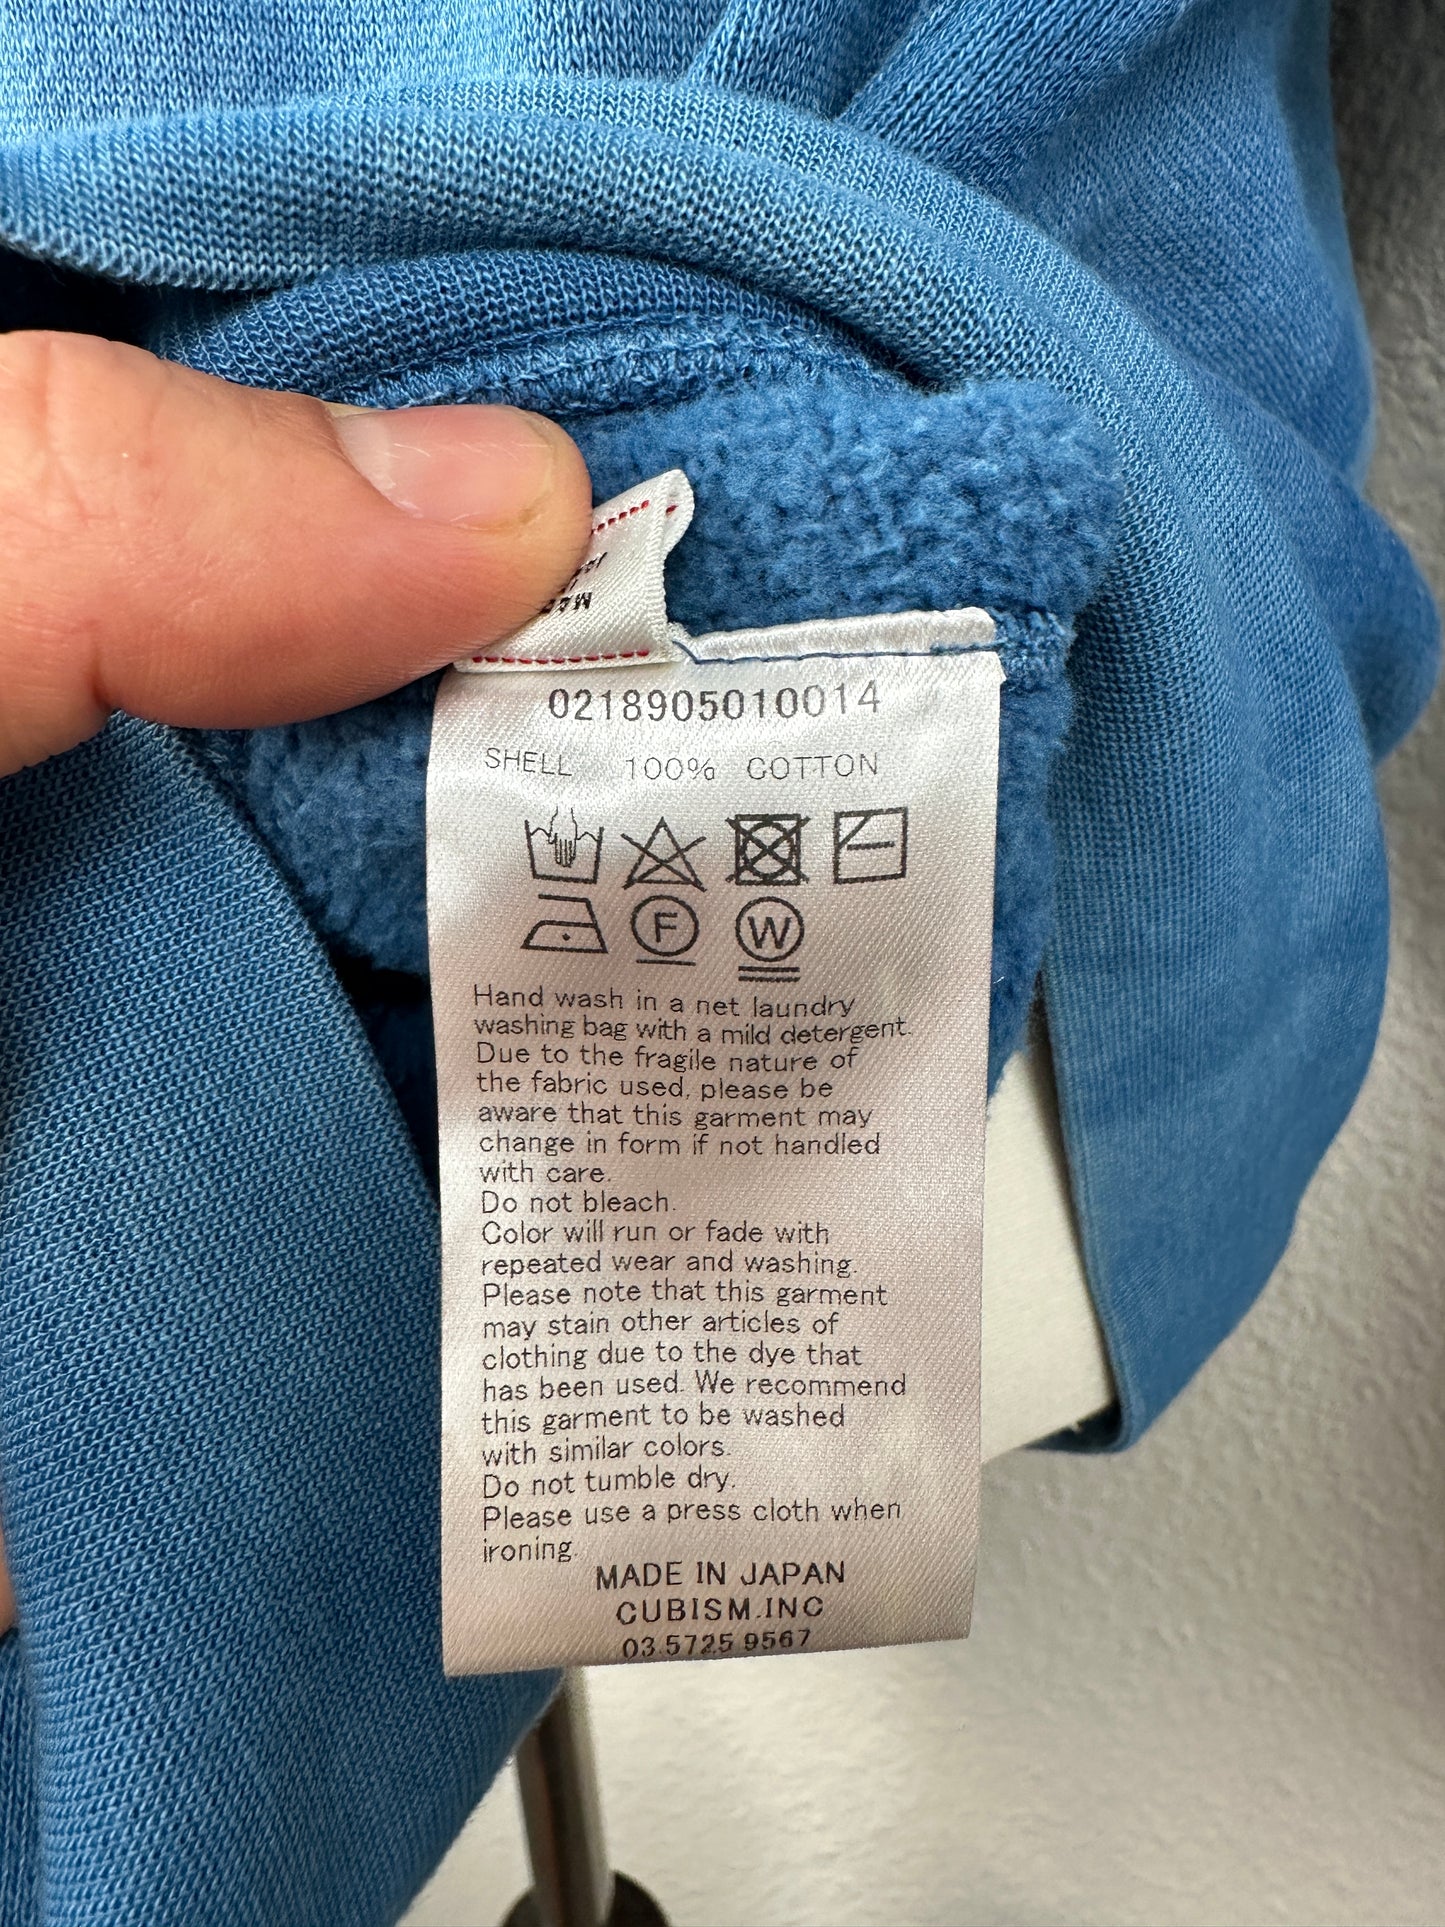 0218905010014
SHELL 100% COTTON
F W
Hand wash in a net laundry
washing bag with a mild detergent.
Due to the fragile nature of
the fabric used, please be
aware that this garment may
change in form if not handled
with care.
Do not bleach.
Color will run or fade with
repeated wear and washing.
Please note that this garment
may stain other articles of
clothing due to the dye that
has been used. We recommend
this garment to be washed
with similar colors.
Do not tumble dry.
Please use a press cloth when
ironing.
MADE IN JAPAN
CUBISM.INC
03.5725 9567